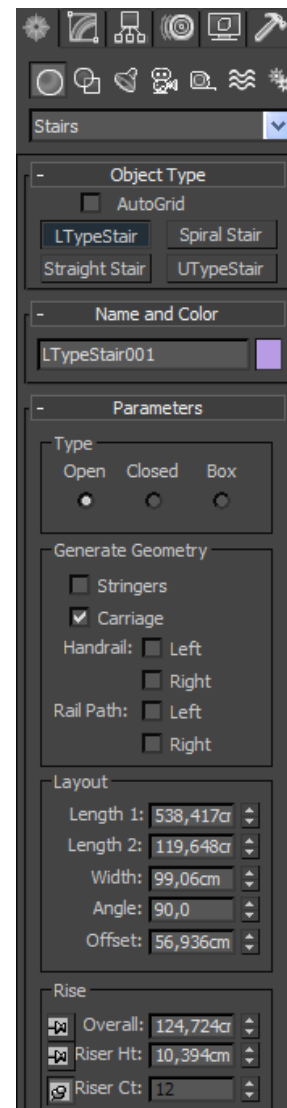 Stairs
- Object Type
AutoGrid
LTypeStair Spiral Stair
Straight Stair UTypeStair
- Name and Color
LTypeStair001
- Parameters
Type
Open Closed Box
Generate Geometry
Stringers
Carriage
Handrail: Left
Right
Rail Path: Left
Right
Layout
Length 1: 538,417cr
Length 2: 119,648cr
Width: 99,06cm
Angle: 90,0
Offset: 56,936cm
Rise
Overall: 124,724cr
Riser Ht: 10,394cm
Riser Ct: 12